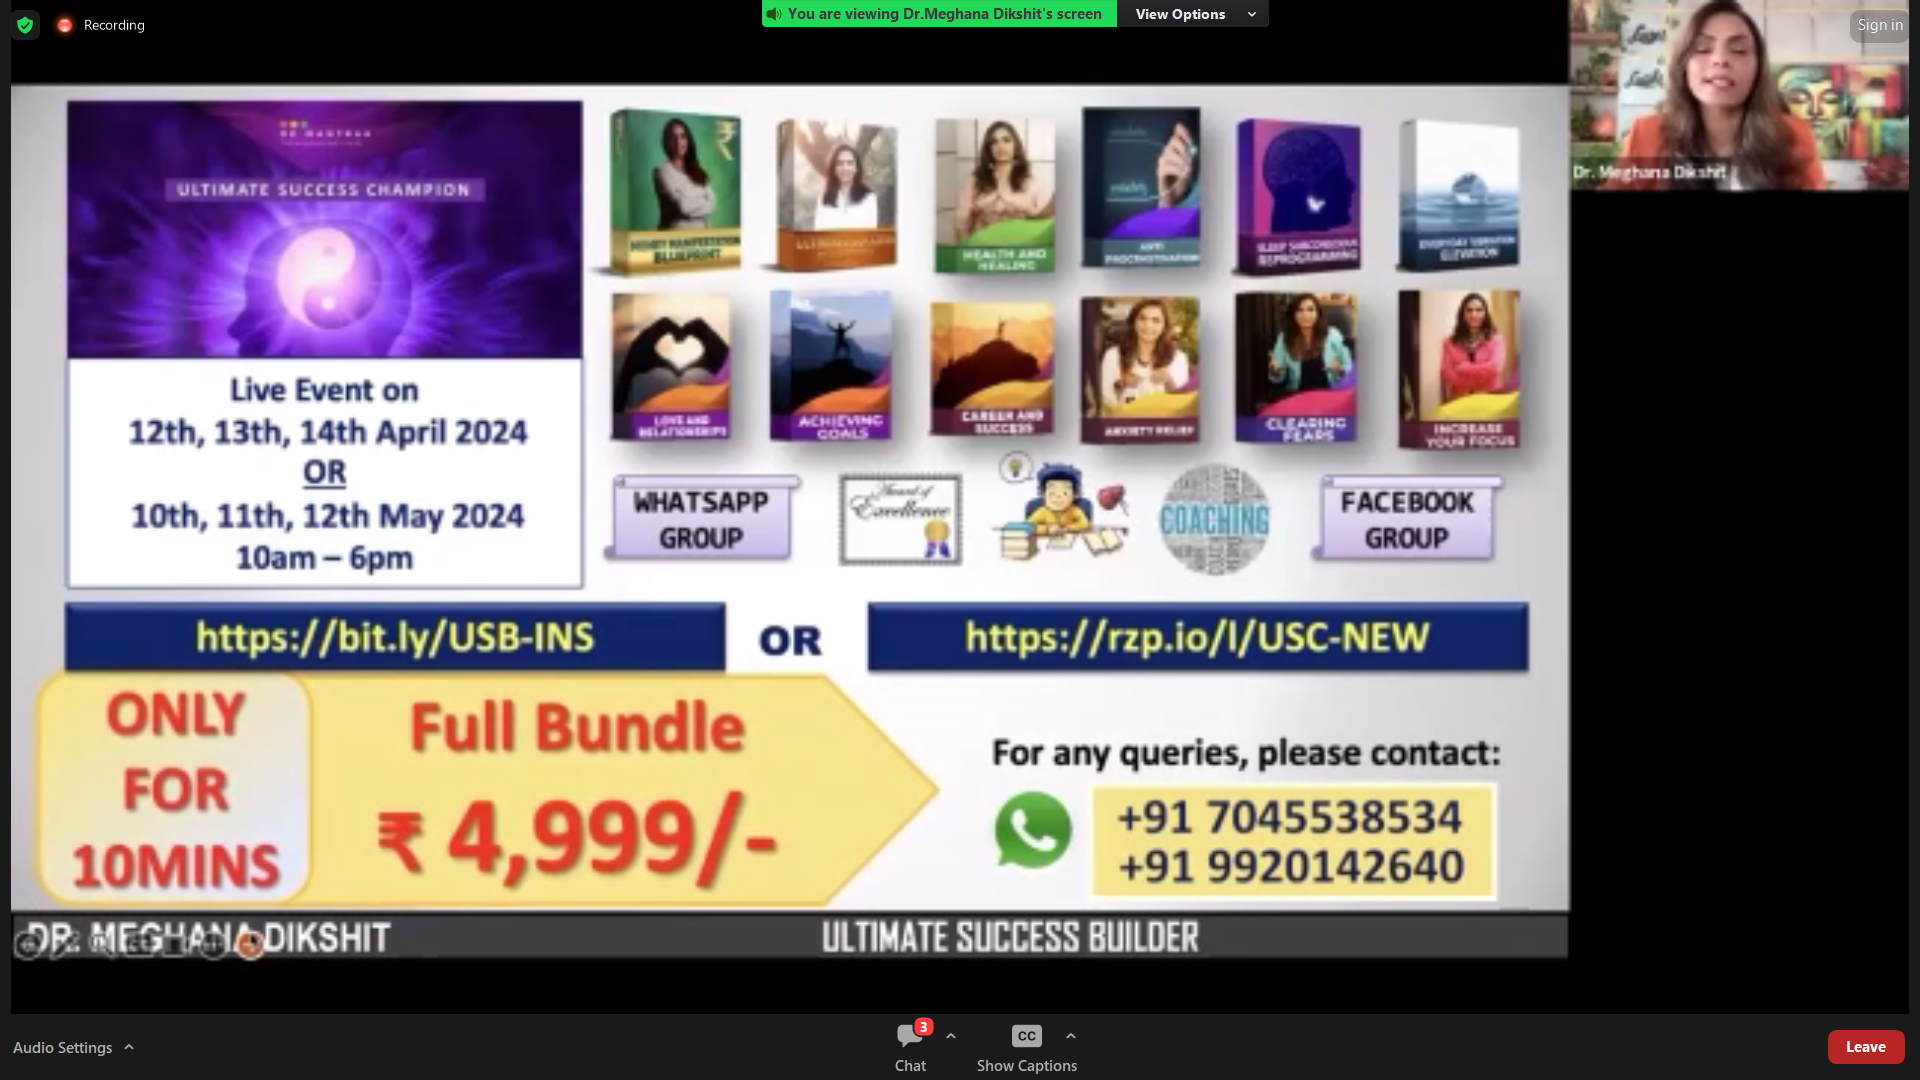 Recording
You are viewing Dr.Meghana Dikshit's screen
View Options
Sign in
Dr. Meghana Dikshit
ULTIMATE SUCCESS CHAMPION
Live Event on
12th, 13th, 14th April 2024
OR
10th, 11th, 12th May 2024
10am – 6pm
MONEY MANIFESTATION
BLUEPRINT
HEALTH AND
HEALING
ANTI
PROCRASTINATION
SLEEP SUBCONSCIOUS
REPROGRAMMING
EVERYDAY VIBRATION
ELEVATION
LOVE AND
RELATIONSHIPS
ACHIEVING
GOALS
CAREER AND
SUCCESS
ANXIETY RELIEF
CLEARING
FEARS
INCREASE
YOUR FOCUS
WHATSAPP
GROUP
Award of
Excellence
COACHING
FACEBOOK
GROUP
https://bit.ly/USB-INS
OR
https://rzp.io/l/USC-NEW
ONLY
FOR
10MINS
Full Bundle
₹ 4,999/-
For any queries, please contact:
+91 7045538534
+91 9920142640
DR. MEGHANA DIKSHIT
ULTIMATE SUCCESS BUILDER
Audio Settings
3
Chat
CC
Show Captions
Leave